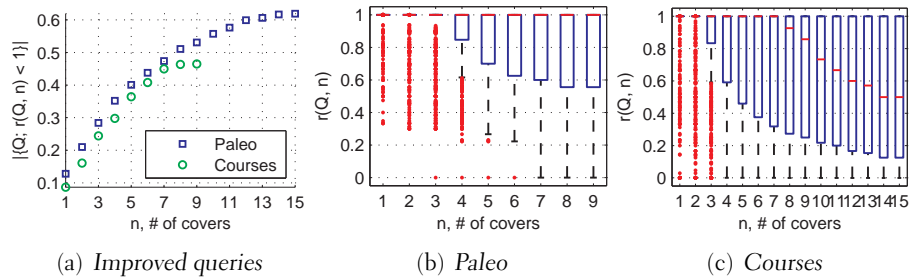 |{Q; r(Q, n) < 1}|
0.6
0.5
0.4
0.3
0.2
0.1
Paleo
Courses
1 3 5 7 9 11 13 15
n, # of covers
(a) Improved queries
r(Q, n)
1
0.8
0.6
0.4
0.2
0
1 2 3 4 5 6 7 8 9
n, # of covers
(b) Paleo
r(Q, n)
1
0.8
0.6
0.4
0.2
0
1 2 3 4 5 6 7 8 9 10 11 12 13 14 15
n, # of covers
(c) Courses